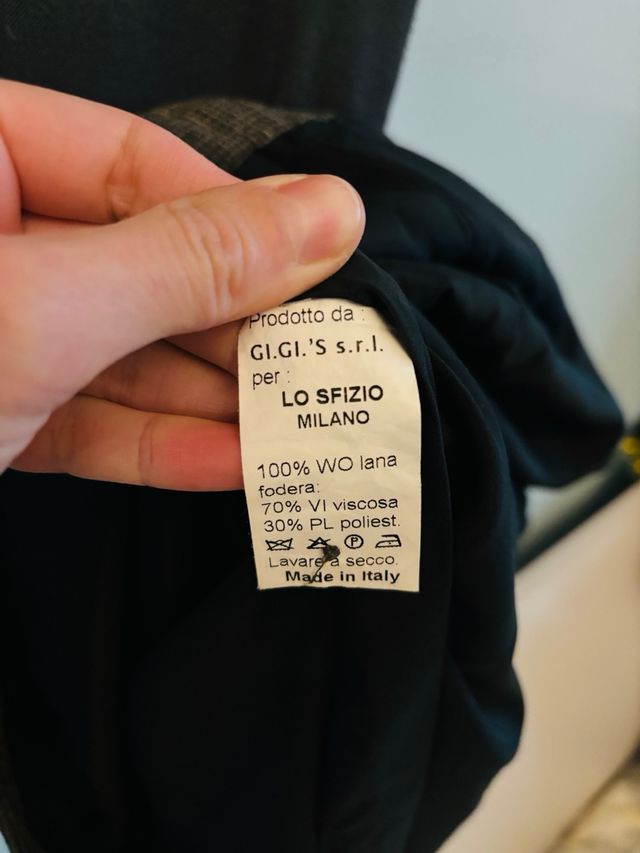 Prodotto da :
GI.GI.'S s.r.l.
per :
LO SFIZIO
MILANO
100% WO lana
fodera:
70% VI viscosa
30% PL poliest.
Lavare a secco.
Made in Italy